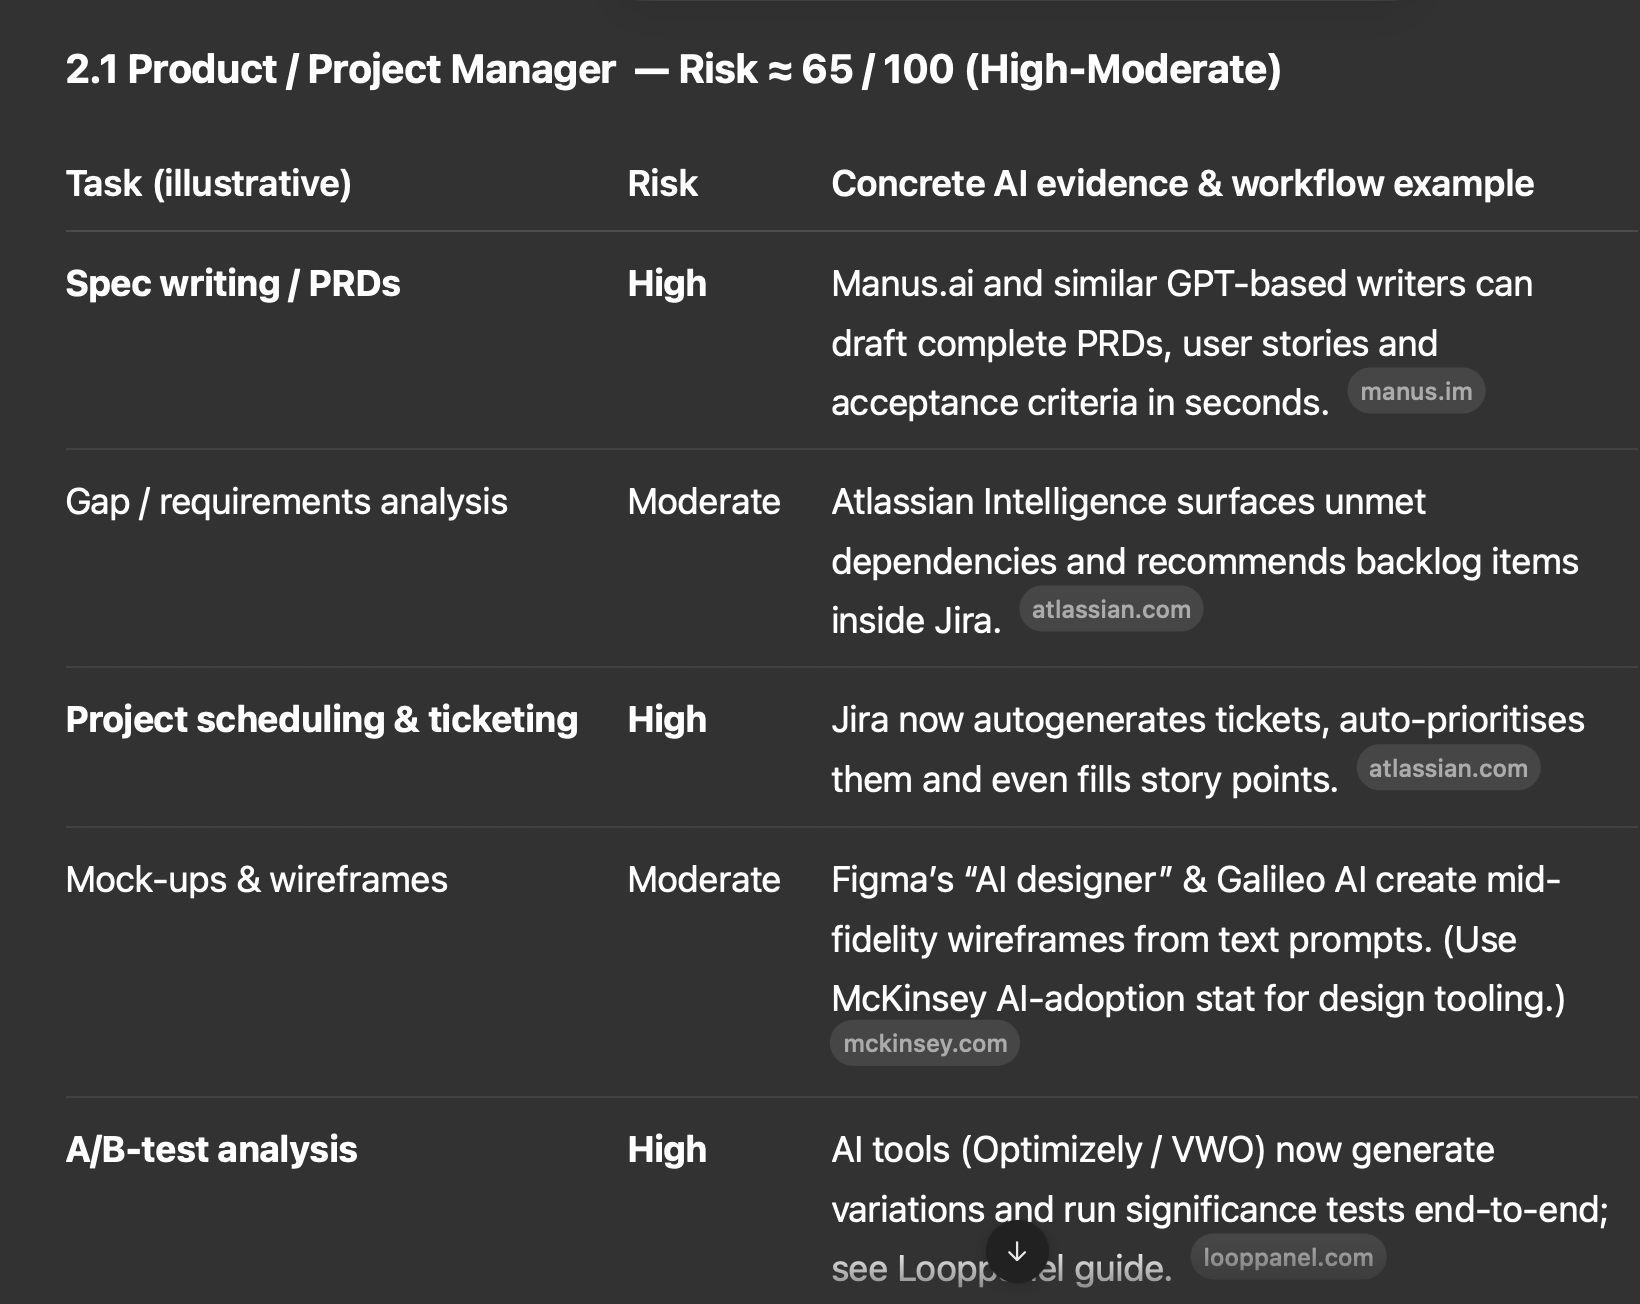 2.1 Product / Project Manager — Risk ≈ 65 / 100 (High-Moderate)
Task (illustrative) Risk Concrete AI evidence & workflow example
Spec writing / PRDs High Manus.ai and similar GPT-based writers can
draft complete PRDs, user stories and
acceptance criteria in seconds. manus.im
Gap / requirements analysis Moderate Atlassian Intelligence surfaces unmet
dependencies and recommends backlog items
inside Jira. atlassian.com
Project scheduling & ticketing High Jira now autogenerates tickets, auto-prioritises
them and even fills story points. atlassian.com
Mock-ups & wireframes Moderate Figma’s “AI designer” & Galileo AI create mid-
fidelity wireframes from text prompts. (Use
McKinsey AI-adoption stat for design tooling.)
mckinsey.com
A/B-test analysis High AI tools (Optimizely / VWO) now generate
variations and run significance tests end-to-end;
see guide. looppanel.com